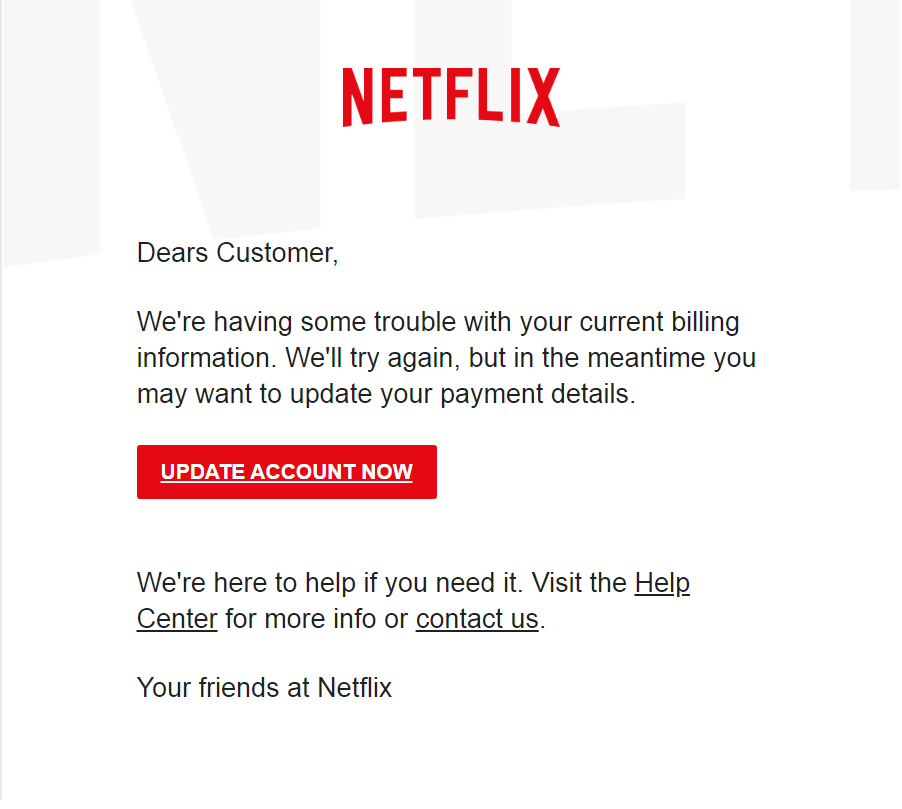 NETFLIX
Dears Customer,
We're having some trouble with your current billing
information. We'll try again, but in the meantime you
may want to update your payment details.
UPDATE ACCOUNT NOW
We're here to help if you need it. Visit the Help
Center for more info or contact us.
Your friends at Netflix